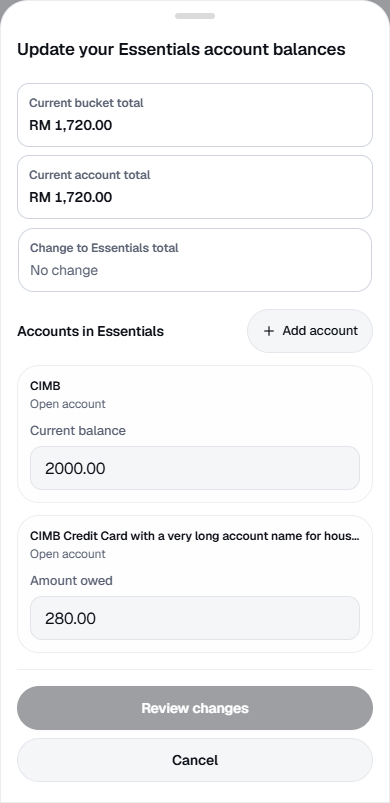 Update your Essentials account balances
Current bucket total
RM 1,720.00
Current account total
RM 1,720.00
Change to Essentials total
No change
Accounts in Essentials
+ Add account
CIMB
Open account
Current balance
2000.00
CIMB Credit Card with a very long account name for hous...
Open account
Amount owed
280.00
Review changes
Cancel